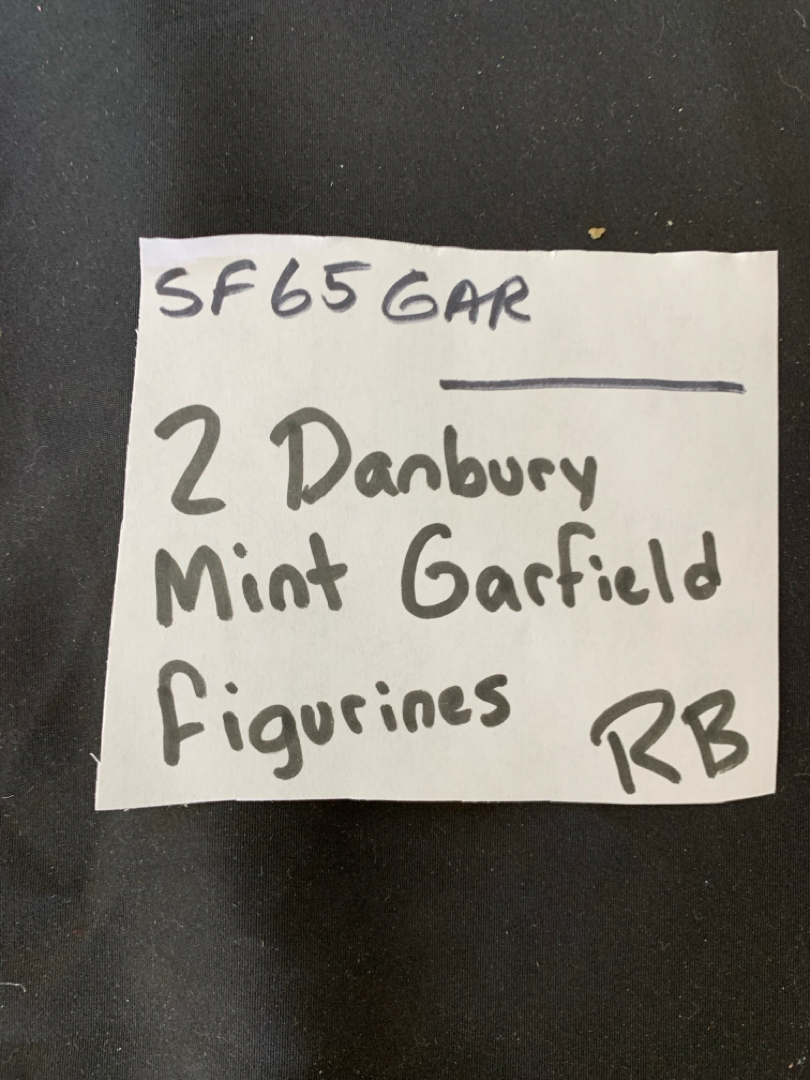 SF65GAR
2 Danbury
Mint Garfield
figurines
RB